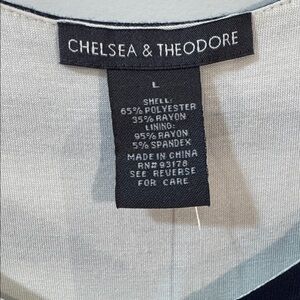 CHELSEA & THEODORE
L
SHELL:
65% POLYESTER
35% RAYON
LINING:
95% RAYON
5% SPANDEX
MADE IN CHINA
RN# 93178
SEE REVERSE
FOR CARE